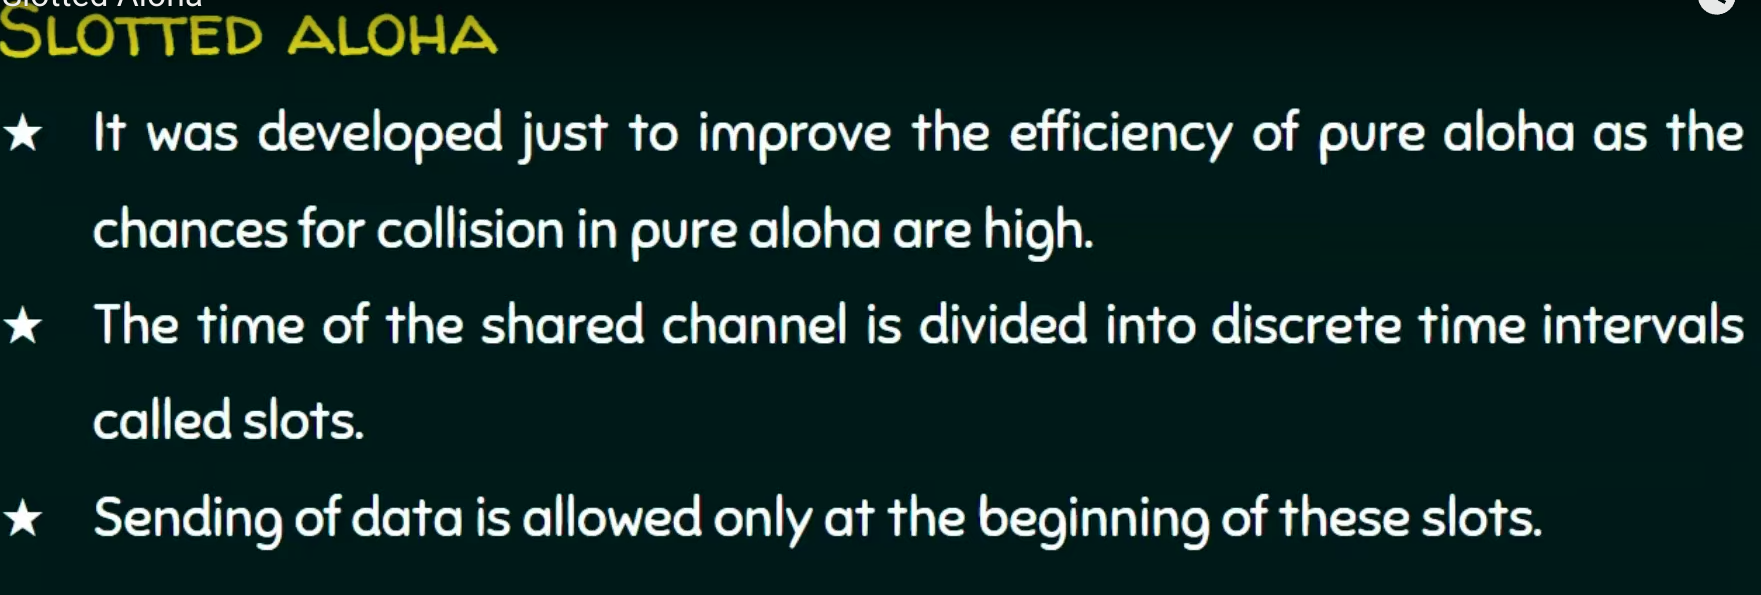 Slotted Aloha
SLOTTED ALOHA
★ It was developed just to improve the efficiency of pure aloha as the
chances for collision in pure aloha are high.
★ The time of the shared channel is divided into discrete time intervals
called slots.
★ Sending of data is allowed only at the beginning of these slots.